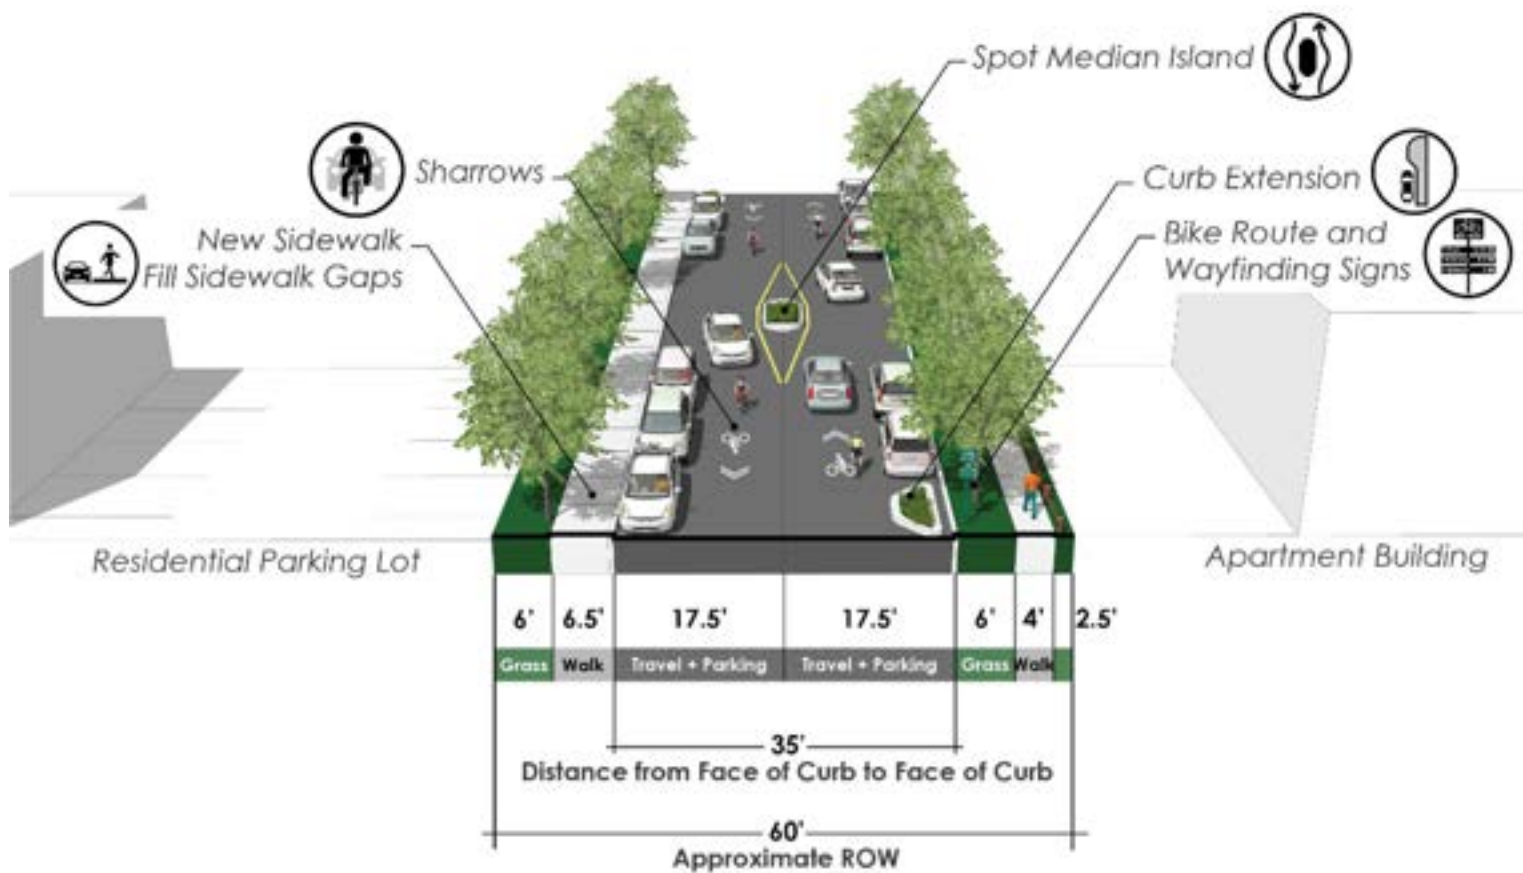 Spot Median Island
Sharrows
Curb Extension
New Sidewalk
Fill Sidewalk Gaps
Bike Route and
Wayfinding Signs
Residential Parking Lot
Apartment Building
6' 6.5' 17.5' 17.5' 6' 4' 2.5'
Grass Walk Travel + Parking Travel + Parking Grass Walk
35'
Distance from Face of Curb to Face of Curb
60'
Approximate ROW